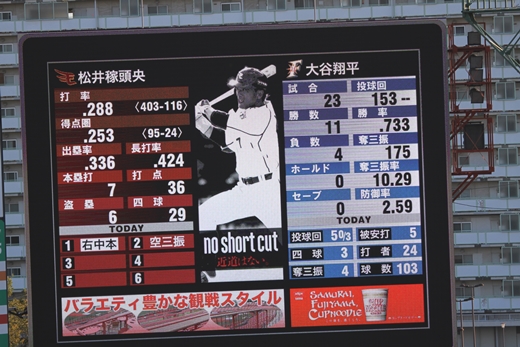 松井稼頭央
打率
.288 〈403-116〉
得点圏
.253 〈95-24〉
出塁率 長打率
.336 .424
本塁打 打点
7 36
盗塁 四球
6 29
TODAY
1 右中本 2 空三振
3 4
5 6
no short cut
近道はない。
F 大谷翔平
試合 投球回
23 153 --
勝数 勝率
11 .733
負数 奪三振
4 175
ホールド 奪三振率
0 10.29
セーブ 防御率
0 2.59
TODAY
投球回 5 0/3 被安打 5
四球 3 打者 24
奪三振 4 球数 103
バラエティ豊かな観戦スタイル
SAMURAI, FUJIYAMA, CUPNOODLE